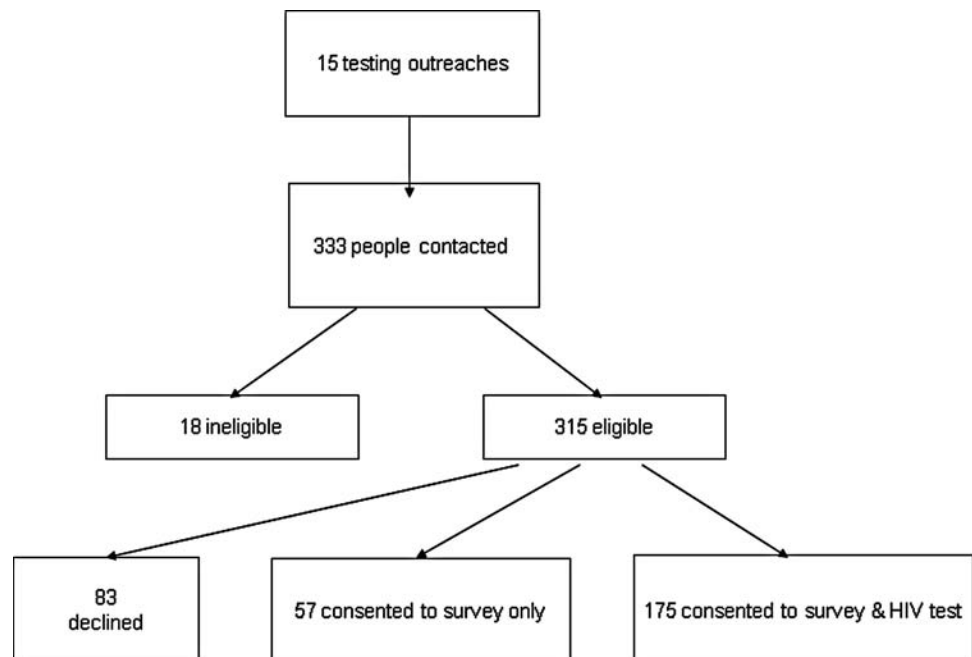 15 testing outreaches
333 people contacted
18 ineligible
315 eligible
83
declined
57 consented to survey only
175 consented to survey & HIV test